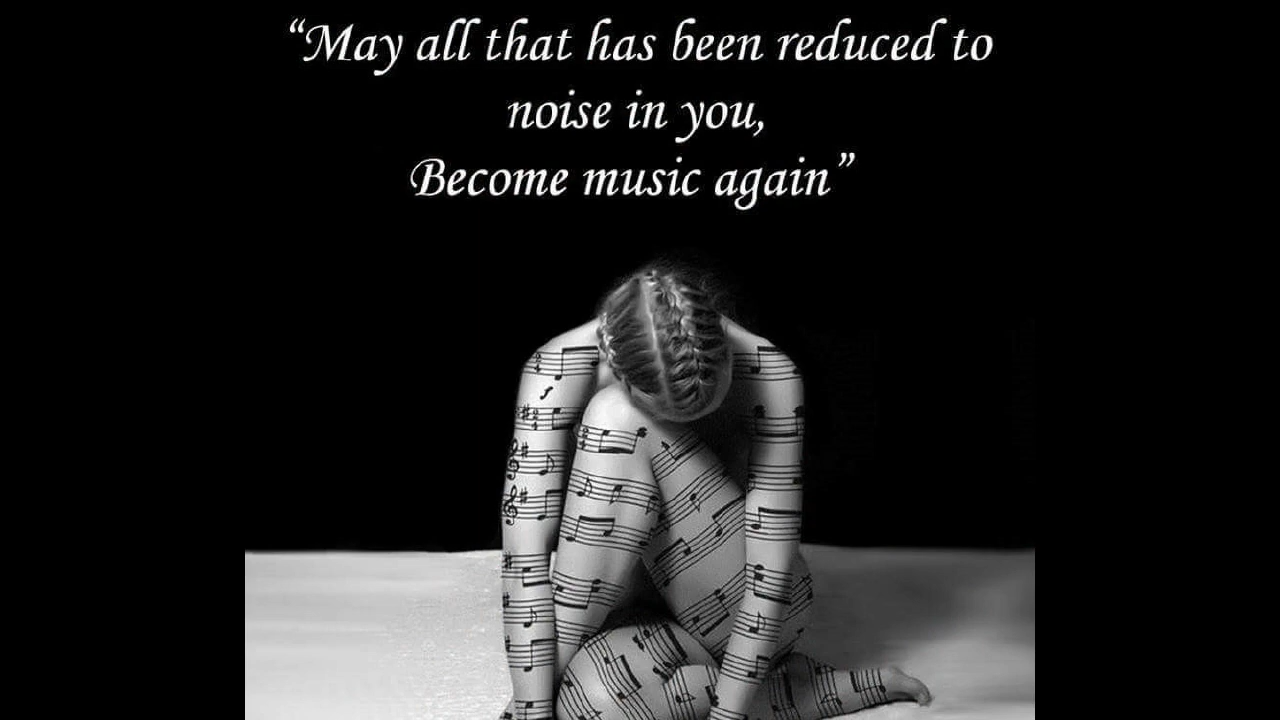 “May all that has been reduced to
noise in you,
Become music again”